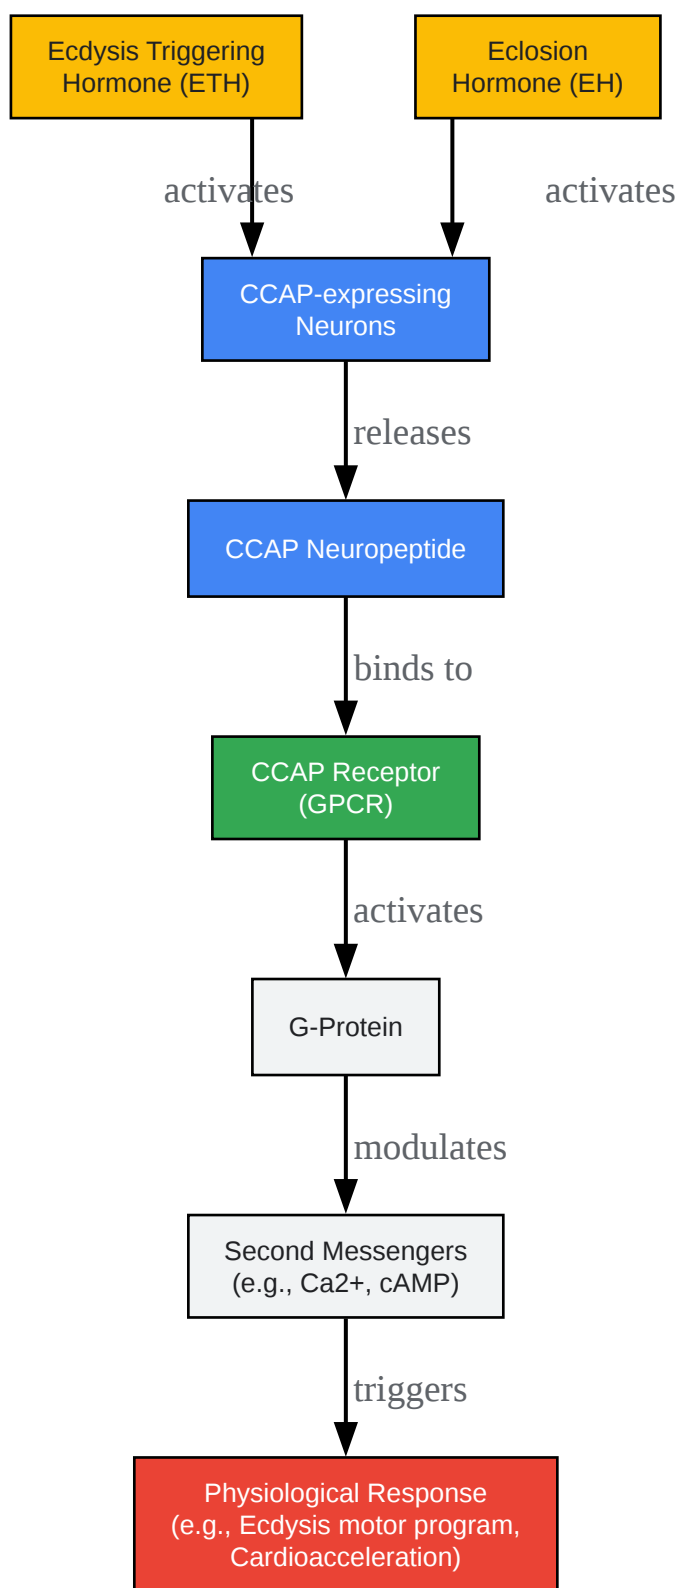 Ecdysis Triggering
Hormone (ETH)
Eclosion
Hormone (EH)
activates
activates
CCAP-expressing
Neurons
releases
CCAP Neuropeptide
binds to
CCAP Receptor
(GPCR)
activates
G-Protein
modulates
Second Messengers
(e.g., Ca2+, cAMP)
triggers
Physiological Response
(e.g., Ecdysis motor program,
Cardioacceleration)